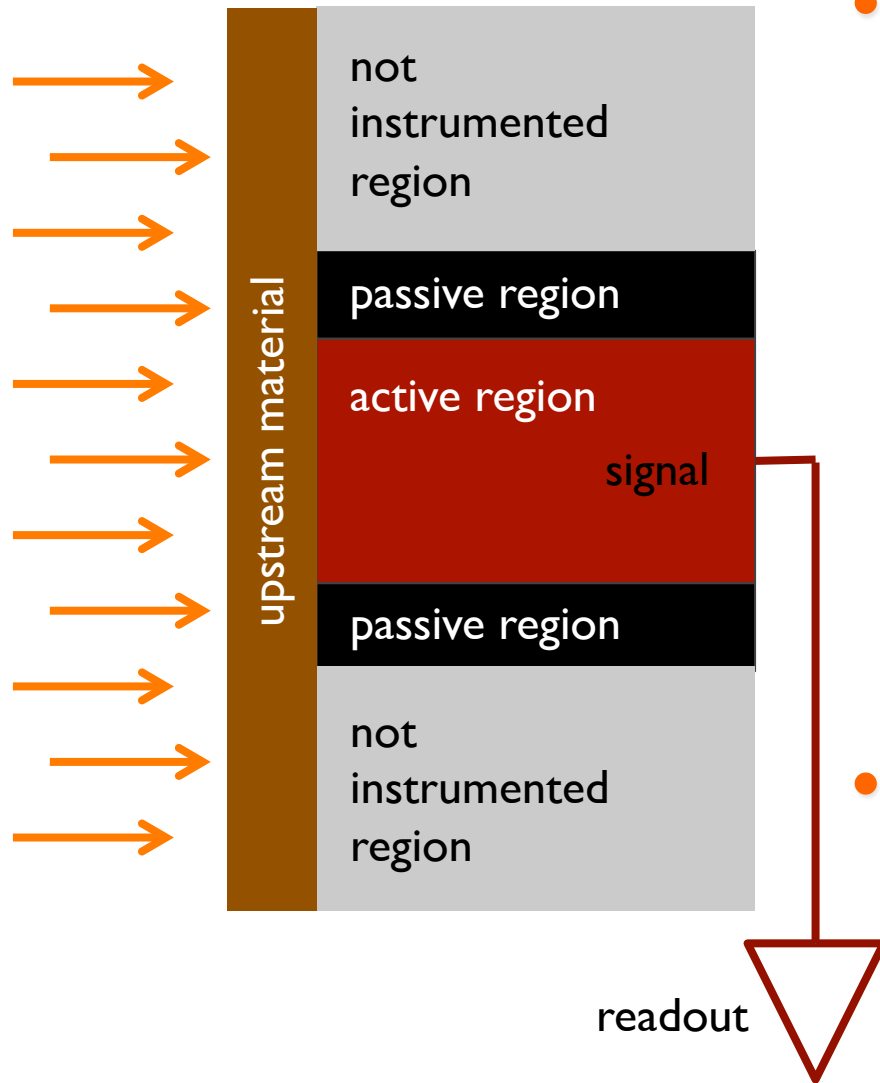 not
instrumented
region
passive region
upstream material
active region
signal
passive region
not
instrumented
region
readout